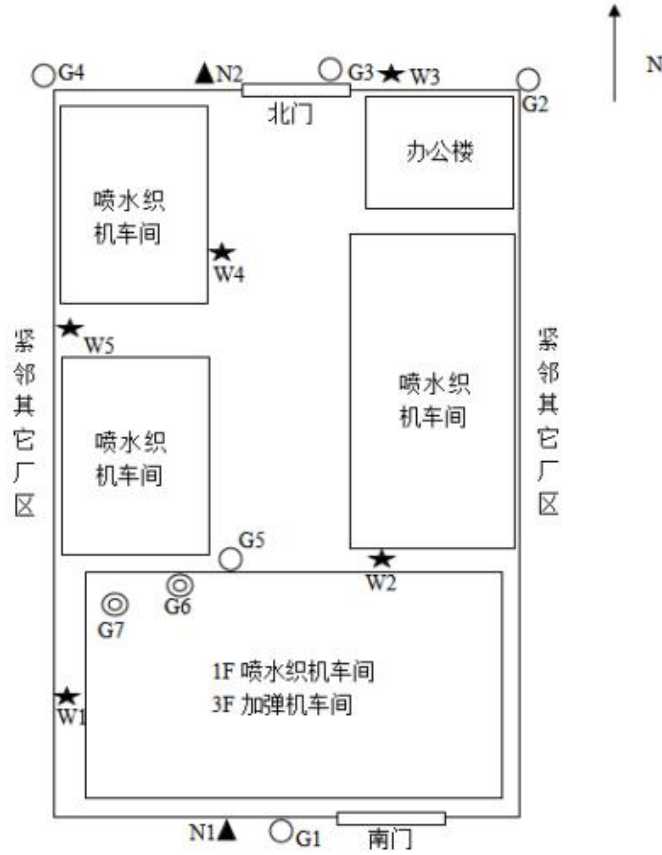 N
G4
N2
G3
W3
G2
北门
办公楼
喷水织
机车间
W4
W5
紧邻其它厂区
喷水织
机车间
紧邻其它厂区
喷水织
机车间
G5
W2
G6
G7
1F 喷水织机车间
3F 加弹机车间
W1
N1
G1
南门